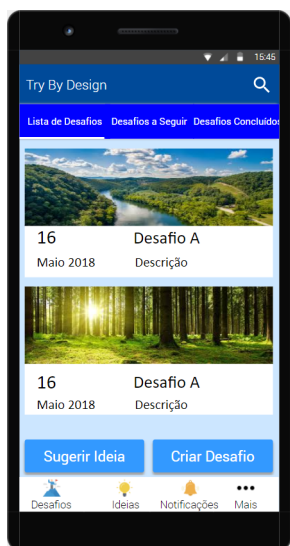 15:45
Try By Design
Lista de Desafios Desafios a Seguir Desafios Concluídos
16 Desafio A
Maio 2018 Descrição
16 Desafio A
Maio 2018 Descrição
Sugerir Ideia Criar Desafio
Desafios Ideias Notificações Mais